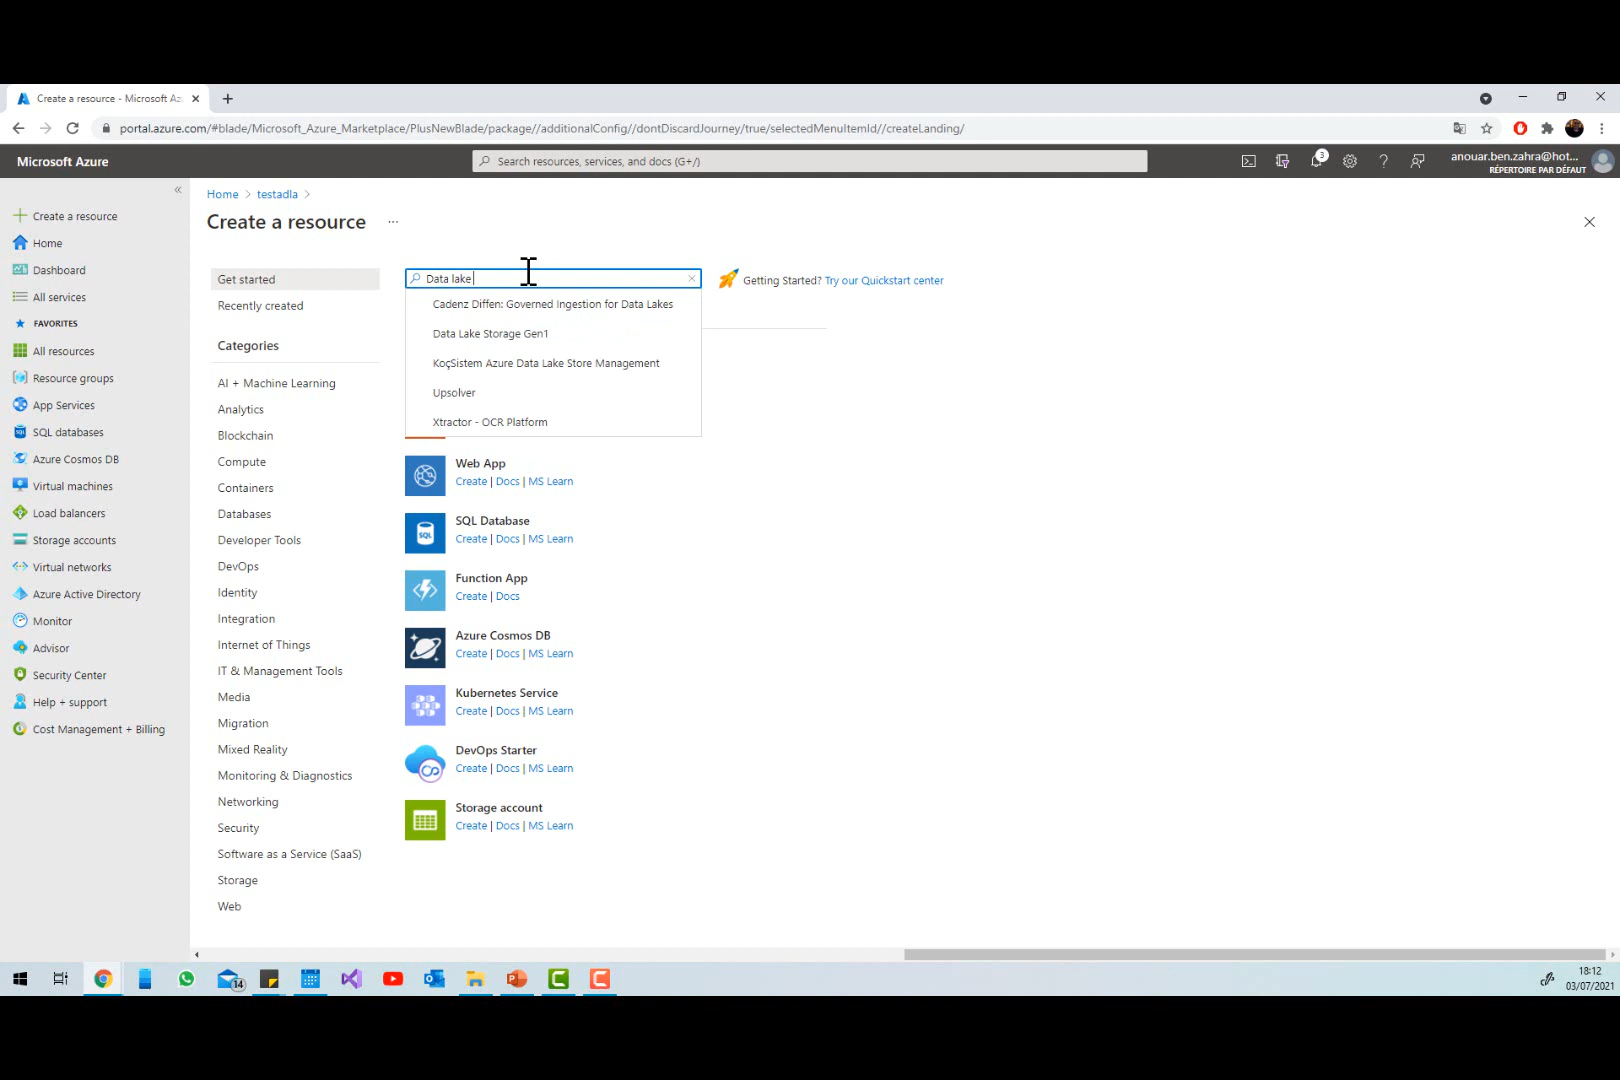 Create a resource - Microsoft Az
portal.azure.com/#blade/Microsoft_Azure_Marketplace/PlusNewBlade/package//additionalConfig//dontDiscardJourney/true/selectedMenuItemId//createLanding/
Microsoft Azure
Search resources, services, and docs (G+/)
3
anouar.ben.zahra@hot...
RÉPERTOIRE PAR DÉFAUT
Create a resource
Home
Dashboard
All services
FAVORITES
All resources
Resource groups
App Services
SQL databases
Azure Cosmos DB
Virtual machines
Load balancers
Storage accounts
Virtual networks
Azure Active Directory
Monitor
Advisor
Security Center
Help + support
Cost Management + Billing
Home > testadla >
Create a resource ...
Get started
Recently created
Categories
AI + Machine Learning
Analytics
Blockchain
Compute
Containers
Databases
Developer Tools
DevOps
Identity
Integration
Internet of Things
IT & Management Tools
Media
Migration
Mixed Reality
Monitoring & Diagnostics
Networking
Security
Software as a Service (SaaS)
Storage
Web
Data lake
Getting Started? Try our Quickstart center
Cadenz Diffen: Governed Ingestion for Data Lakes
Data Lake Storage Gen1
KoçSistem Azure Data Lake Store Management
Upsolver
Xtractor - OCR Platform
Web App
Create | Docs | MS Learn
SQL Database
Create | Docs | MS Learn
Function App
Create | Docs
Azure Cosmos DB
Create | Docs | MS Learn
Kubernetes Service
Create | Docs | MS Learn
DevOps Starter
Create | Docs | MS Learn
Storage account
Create | Docs | MS Learn
14
18:12
03/07/2021